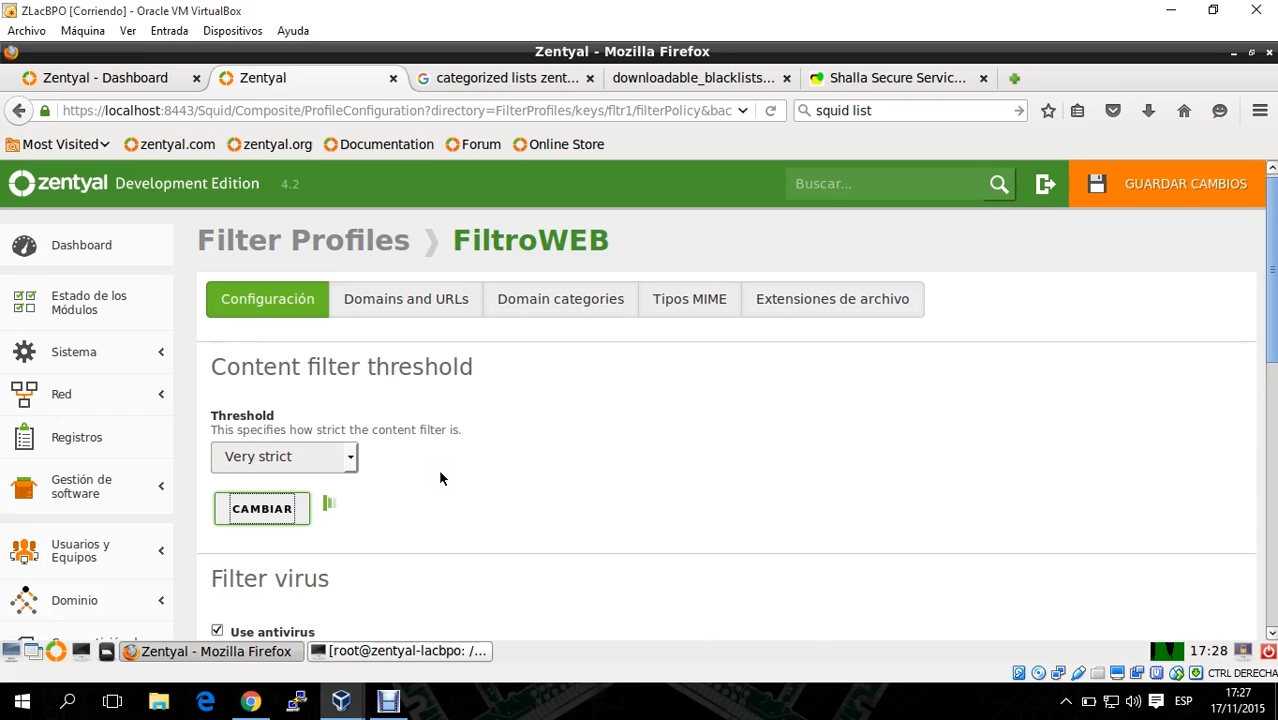 ZLacBPO [Corriendo] - Oracle VM VirtualBox
Archivo Máquina Ver Entrada Dispositivos Ayuda
Zentyal - Mozilla Firefox
Zentyal - Dashboard
Zentyal
categorized lists zent...
downloadable_blacklists...
Shalla Secure Servic...
https://localhost:8443/Squid/Composite/ProfileConfiguration?directory=FilterProfiles/keys/fltr1/filterPolicy&bac
squid list
Most Visited
zentyal.com
zentyal.org
Documentation
Forum
Online Store
zentyal Development Edition 4.2
Buscar...
GUARDAR CAMBIOS
Dashboard
Estado de los
Módulos
Sistema
Red
Registros
Gestión de
software
Usuarios y
Equipos
Dominio
Filter Profiles ❯ FiltroWEB
Configuración
Domains and URLs
Domain categories
Tipos MIME
Extensiones de archivo
Content filter threshold
Threshold
This specifies how strict the content filter is.
Very strict
CAMBIAR
Filter virus
Use antivirus
Zentyal - Mozilla Firefox
[root@zentyal-lacbpo: /...
17:28
CTRL DERECHA
ESP
17:27
17/11/2015